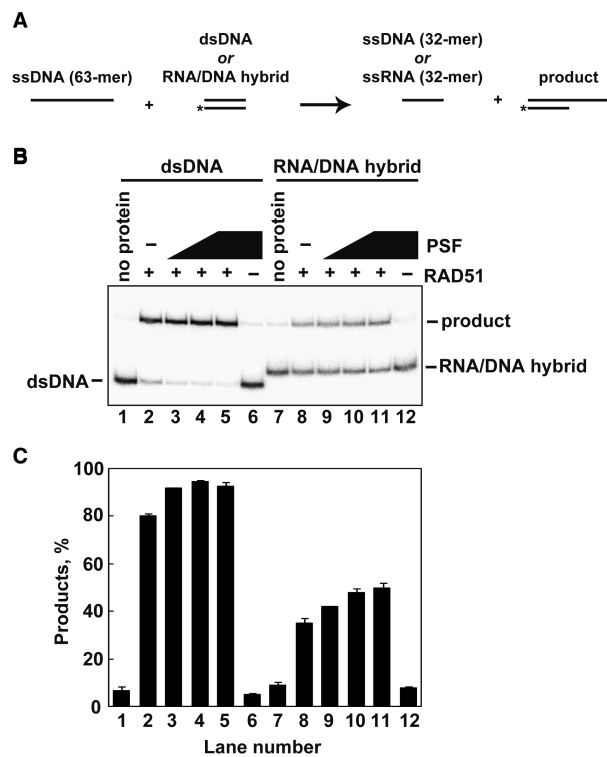 A
ssDNA (63-mer)
+
dsDNA
or
RNA/DNA hybrid
*
ssDNA (32-mer)
or
ssRNA (32-mer)
+
product
*
B
dsDNA
RNA/DNA hybrid
no protein
no protein
– – PSF
+ + + + – + + + + – RAD51
product
RNA/DNA hybrid
dsDNA
1 2 3 4 5 6 7 8 9 10 11 12
C
Products, %
100
80
60
40
20
0
1 2 3 4 5 6 7 8 9 10 11 12
Lane number